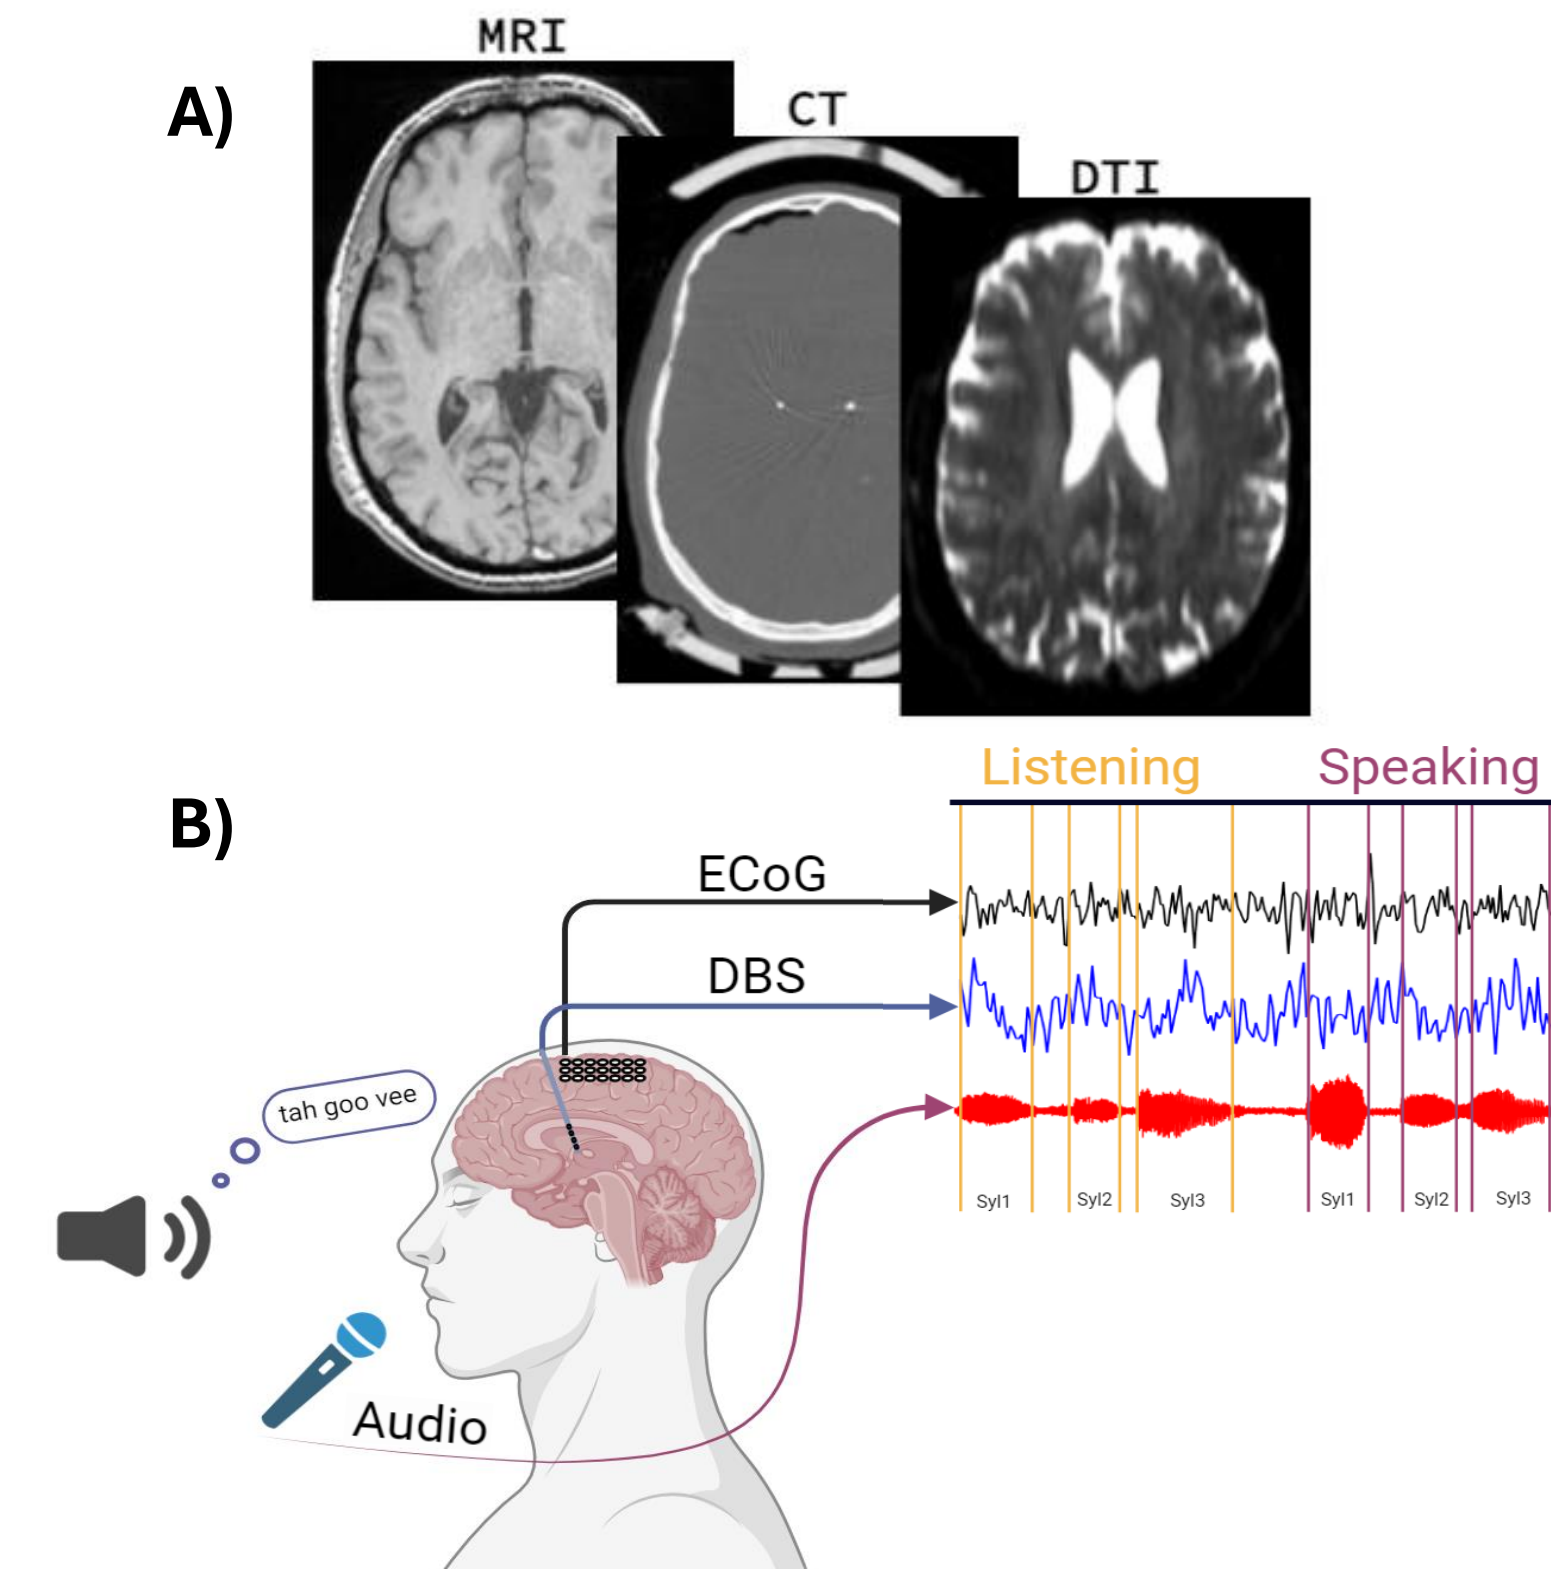 A)
MRI
CT
DTI
B)
Listening
Speaking
ECoG
DBS
tah goo vee
Audio
Syl1
Syl2
Syl3
Syl1
Syl2
Syl3